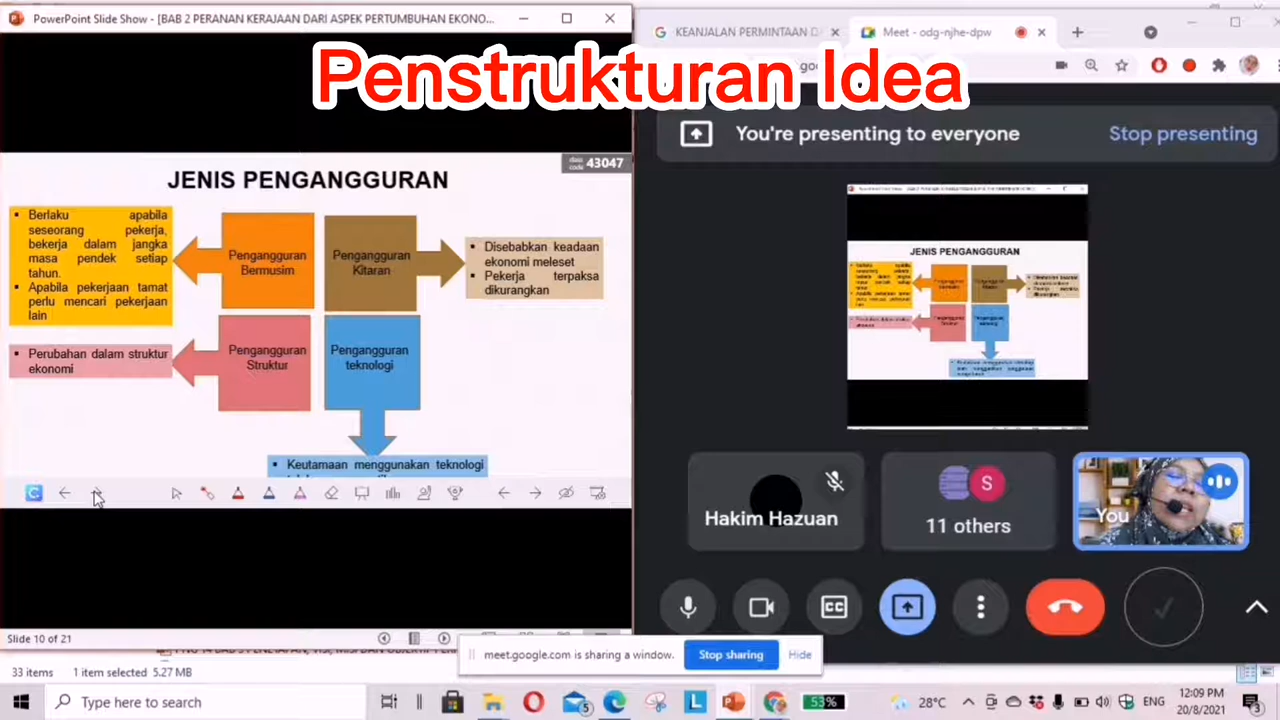 PowerPoint Slide Show - [BAB 2 PERANAN KERAJAAN DARI ASPEK PERTUMBUHAN EKONO...
KEANJALAN PERMINTAAN D
Meet - odg-njhe-dpw
Penstrukturan Idea
You're presenting to everyone
Stop presenting
class code 43047
JENIS PENGANGGURAN
Berlaku apabila
seseorang pekerja,
bekerja dalam jangka
masa pendek setiap
tahun.
Apabila pekerjaan tamat
perlu mencari pekerjaan
lain
Pengangguran
Bermusim
Pengangguran
Kitaran
Disebabkan keadaan
ekonomi meleset
Pekerja terpaksa
dikurangkan
Perubahan dalam struktur
ekonomi
Pengangguran
Struktur
Pengangguran
teknologi
Keutamaan menggunakan teknologi
JENIS PENGANGGURAN
Hakim Hazuan
S
11 others
You
Slide 10 of 21
meet.google.com is sharing a window.
Stop sharing
Hide
33 items
1 item selected 5.27 MB
Type here to search
5
L
53%
28°C
ENG
12:09 PM
20/8/2021
3